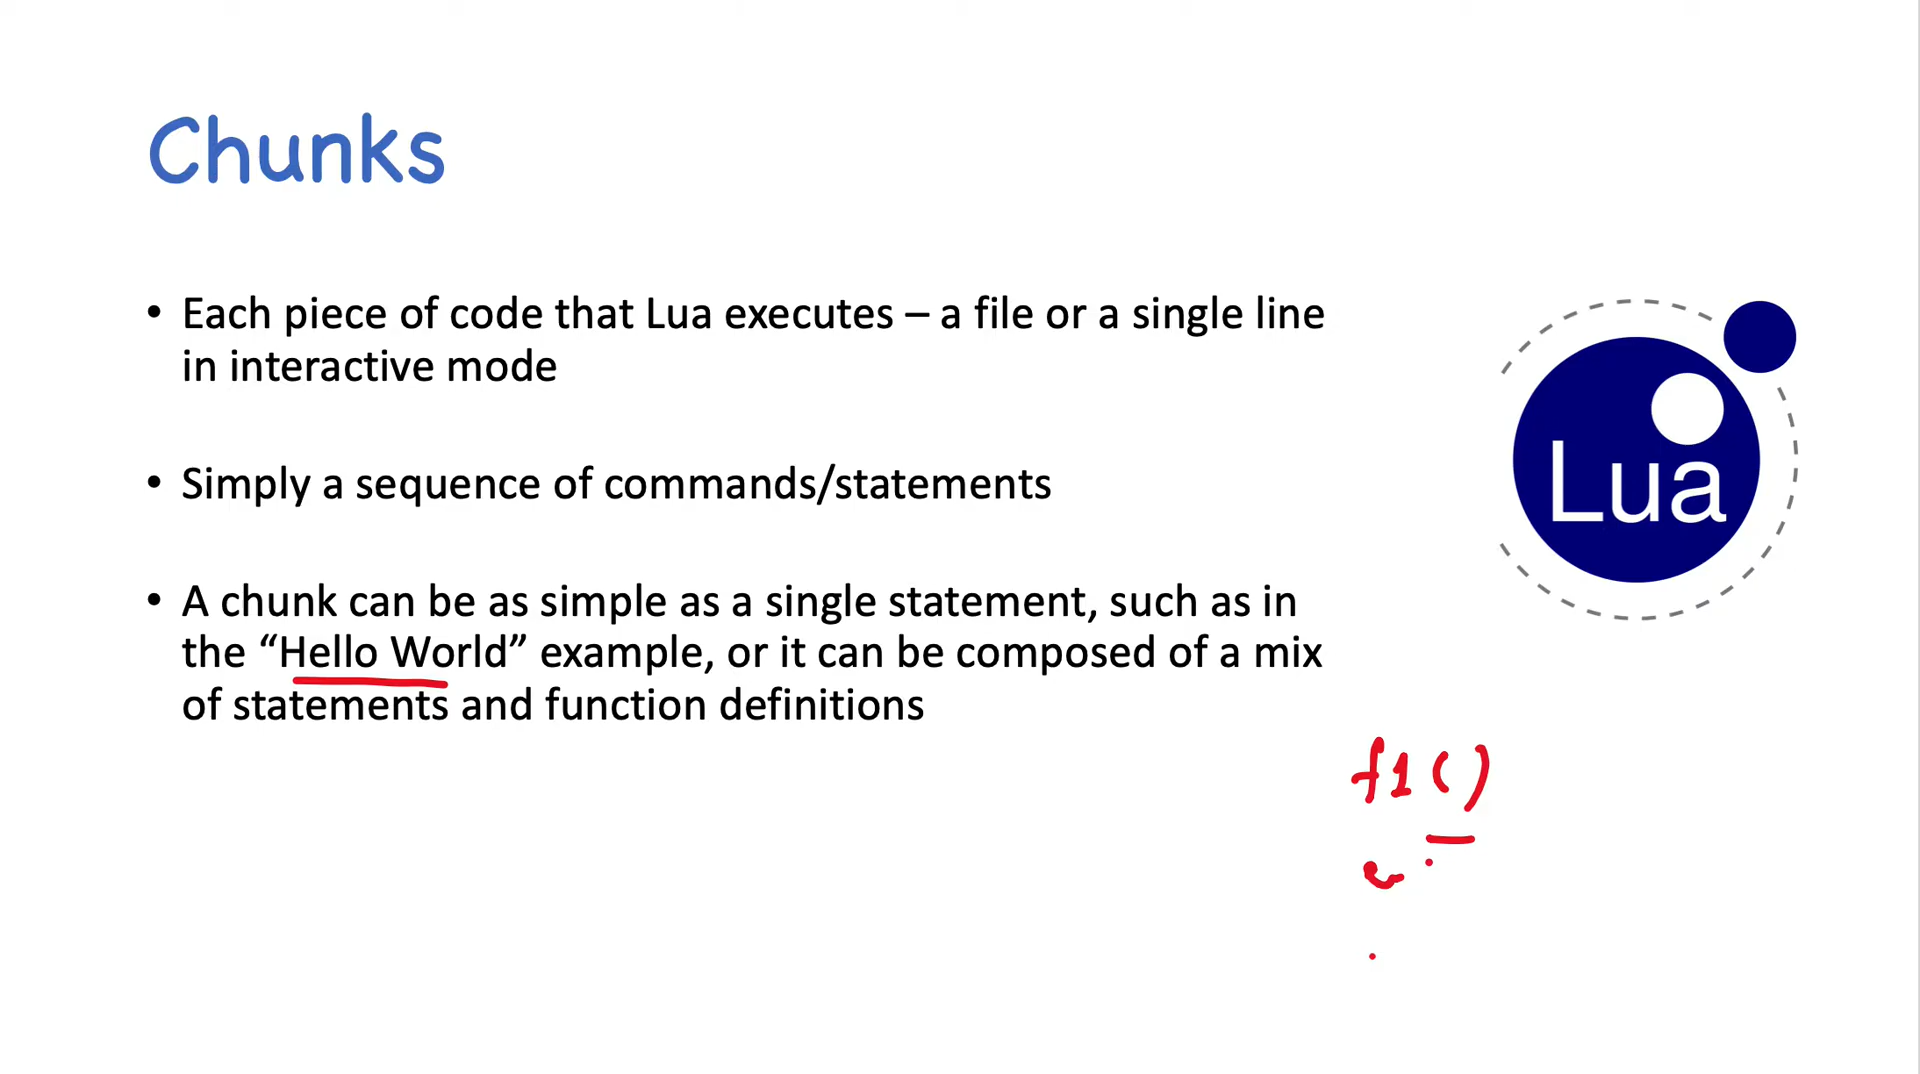 Chunks
• Each piece of code that Lua executes – a file or a single line
in interactive mode
• Simply a sequence of commands/statements
• A chunk can be as simple as a single statement, such as in
the “Hello World” example, or it can be composed of a mix
of statements and function definitions
Lua
f1()